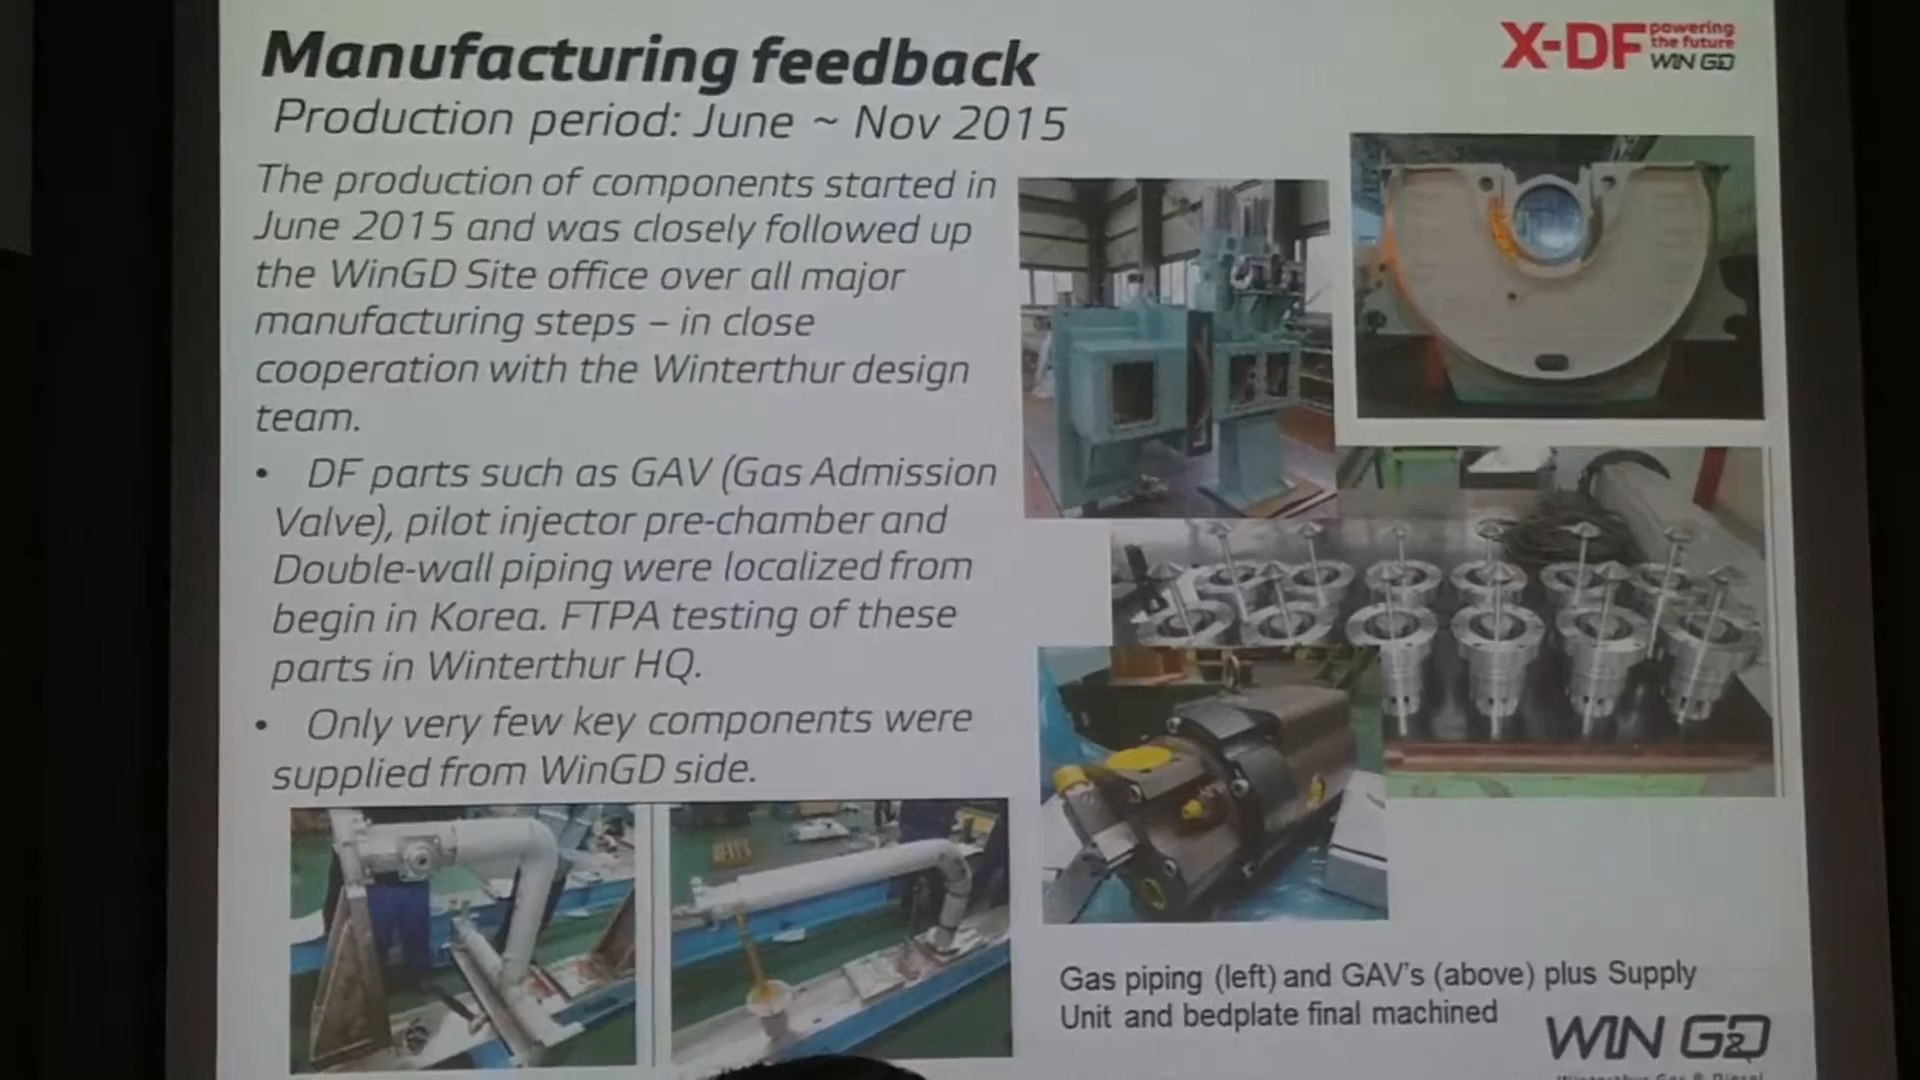 Manufacturing feedback
X-DF powering
the future
WIN GD
Production period: June ~ Nov 2015
The production of components started in
June 2015 and was closely followed up
the WinGD Site office over all major
manufacturing steps – in close
cooperation with the Winterthur design
team.
• DF parts such as GAV (Gas Admission
Valve), pilot injector pre-chamber and
Double-wall piping were localized from
begin in Korea. FTPA testing of these
parts in Winterthur HQ.
• Only very few key components were
supplied from WinGD side.
Gas piping (left) and GAV's (above) plus Supply
Unit and bedplate final machined
WIN G&D
Winterthur Gas & Diesel